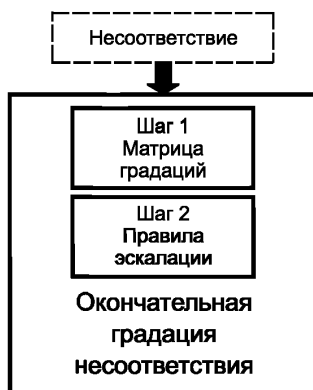 Несоответствие
Шаг 1
Матрица
градаций
Шаг 2
Правила
эскалации
Окончательная
градация
несоответствия